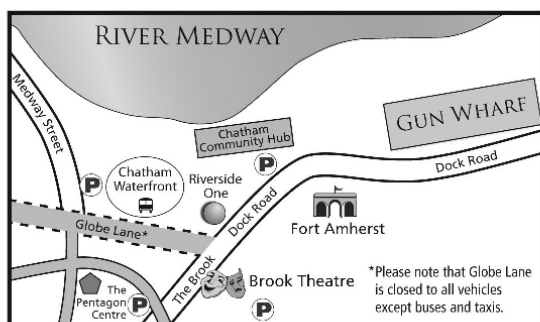 RIVER MEDWAY
Medway Street
GUN WHARF
Chatham
Community Hub
P
Dock Road
P
Chatham
Waterfront
Riverside
One
Dock Road
Fort Amherst
Globe Lane*
The Brook
Brook Theatre
The
Pentagon
Centre
P
P
*Please note that Globe Lane
is closed to all vehicles
except buses and taxis.